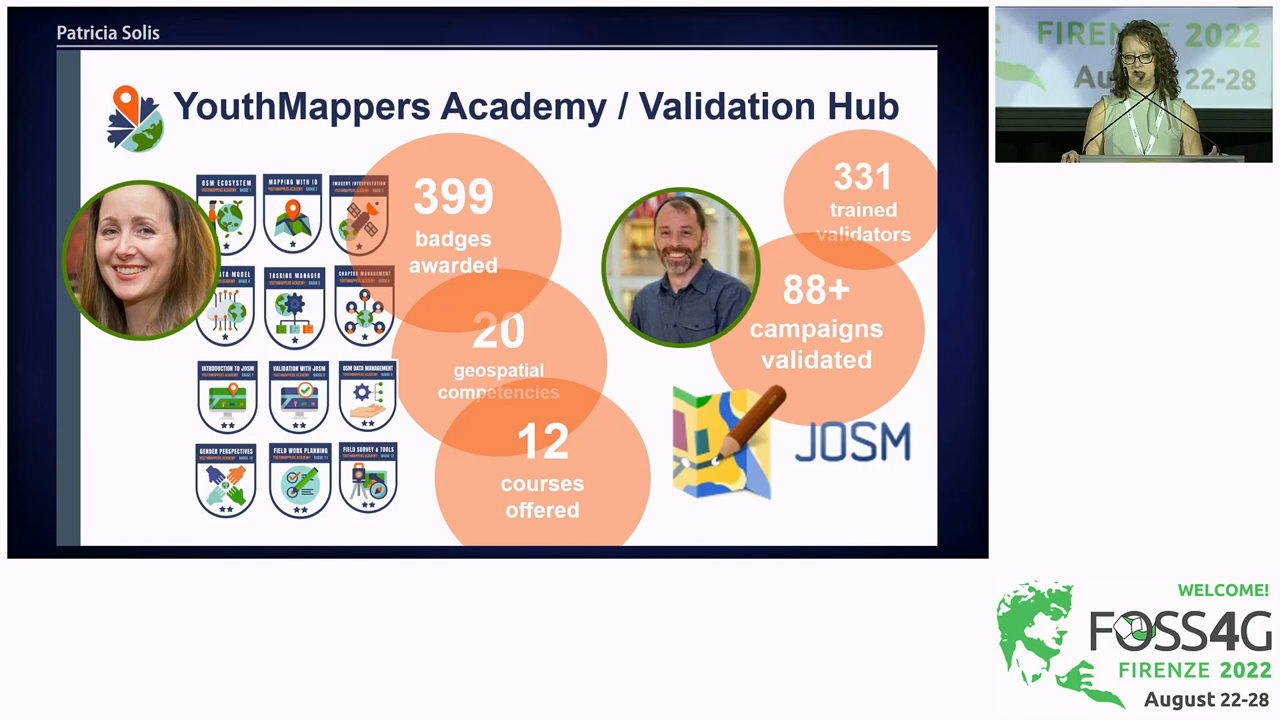 Patricia Solis
YouthMappers Academy / Validation Hub
OSM ECOSYSTEM
MAPPING WITH ID
IMAGERY INTERPRETATION
TASKING MANAGER
CHAPTER MANAGEMENT
INTRODUCTION TO JOSM
VALIDATION WITH JOSM
OSM DATA MANAGEMENT
GENDER PERSPECTIVES
FIELD WORK PLANNING
FIELD SURVEY & TOOLS
399
badges
awarded
20
geospatial
competencies
12
courses
offered
331
trained
validators
88+
campaigns
validated
JOSM
FIRENZE 2022
August 22-28
WELCOME!
FOSS4G
FIRENZE 2022
August 22-28